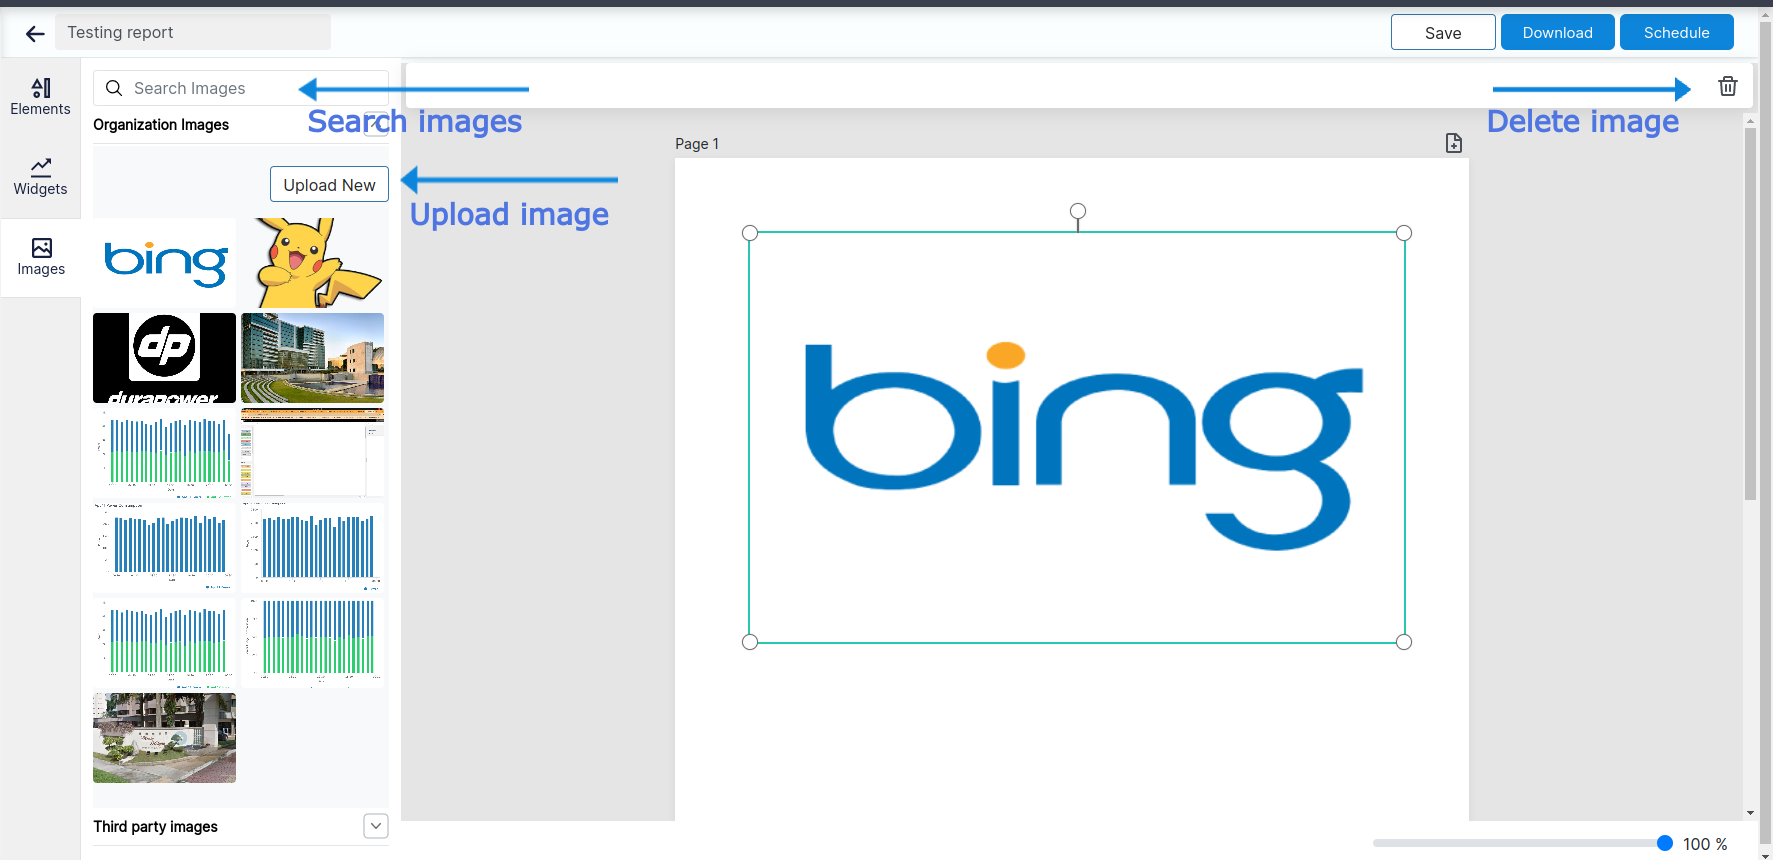 Testing report
Save
Download
Schedule
Elements
Widgets
Images
Search Images
Search images
Delete image
Organization Images
Upload New
Upload image
bing
dp
durapower
Page 1
bing
Third party images
100 %